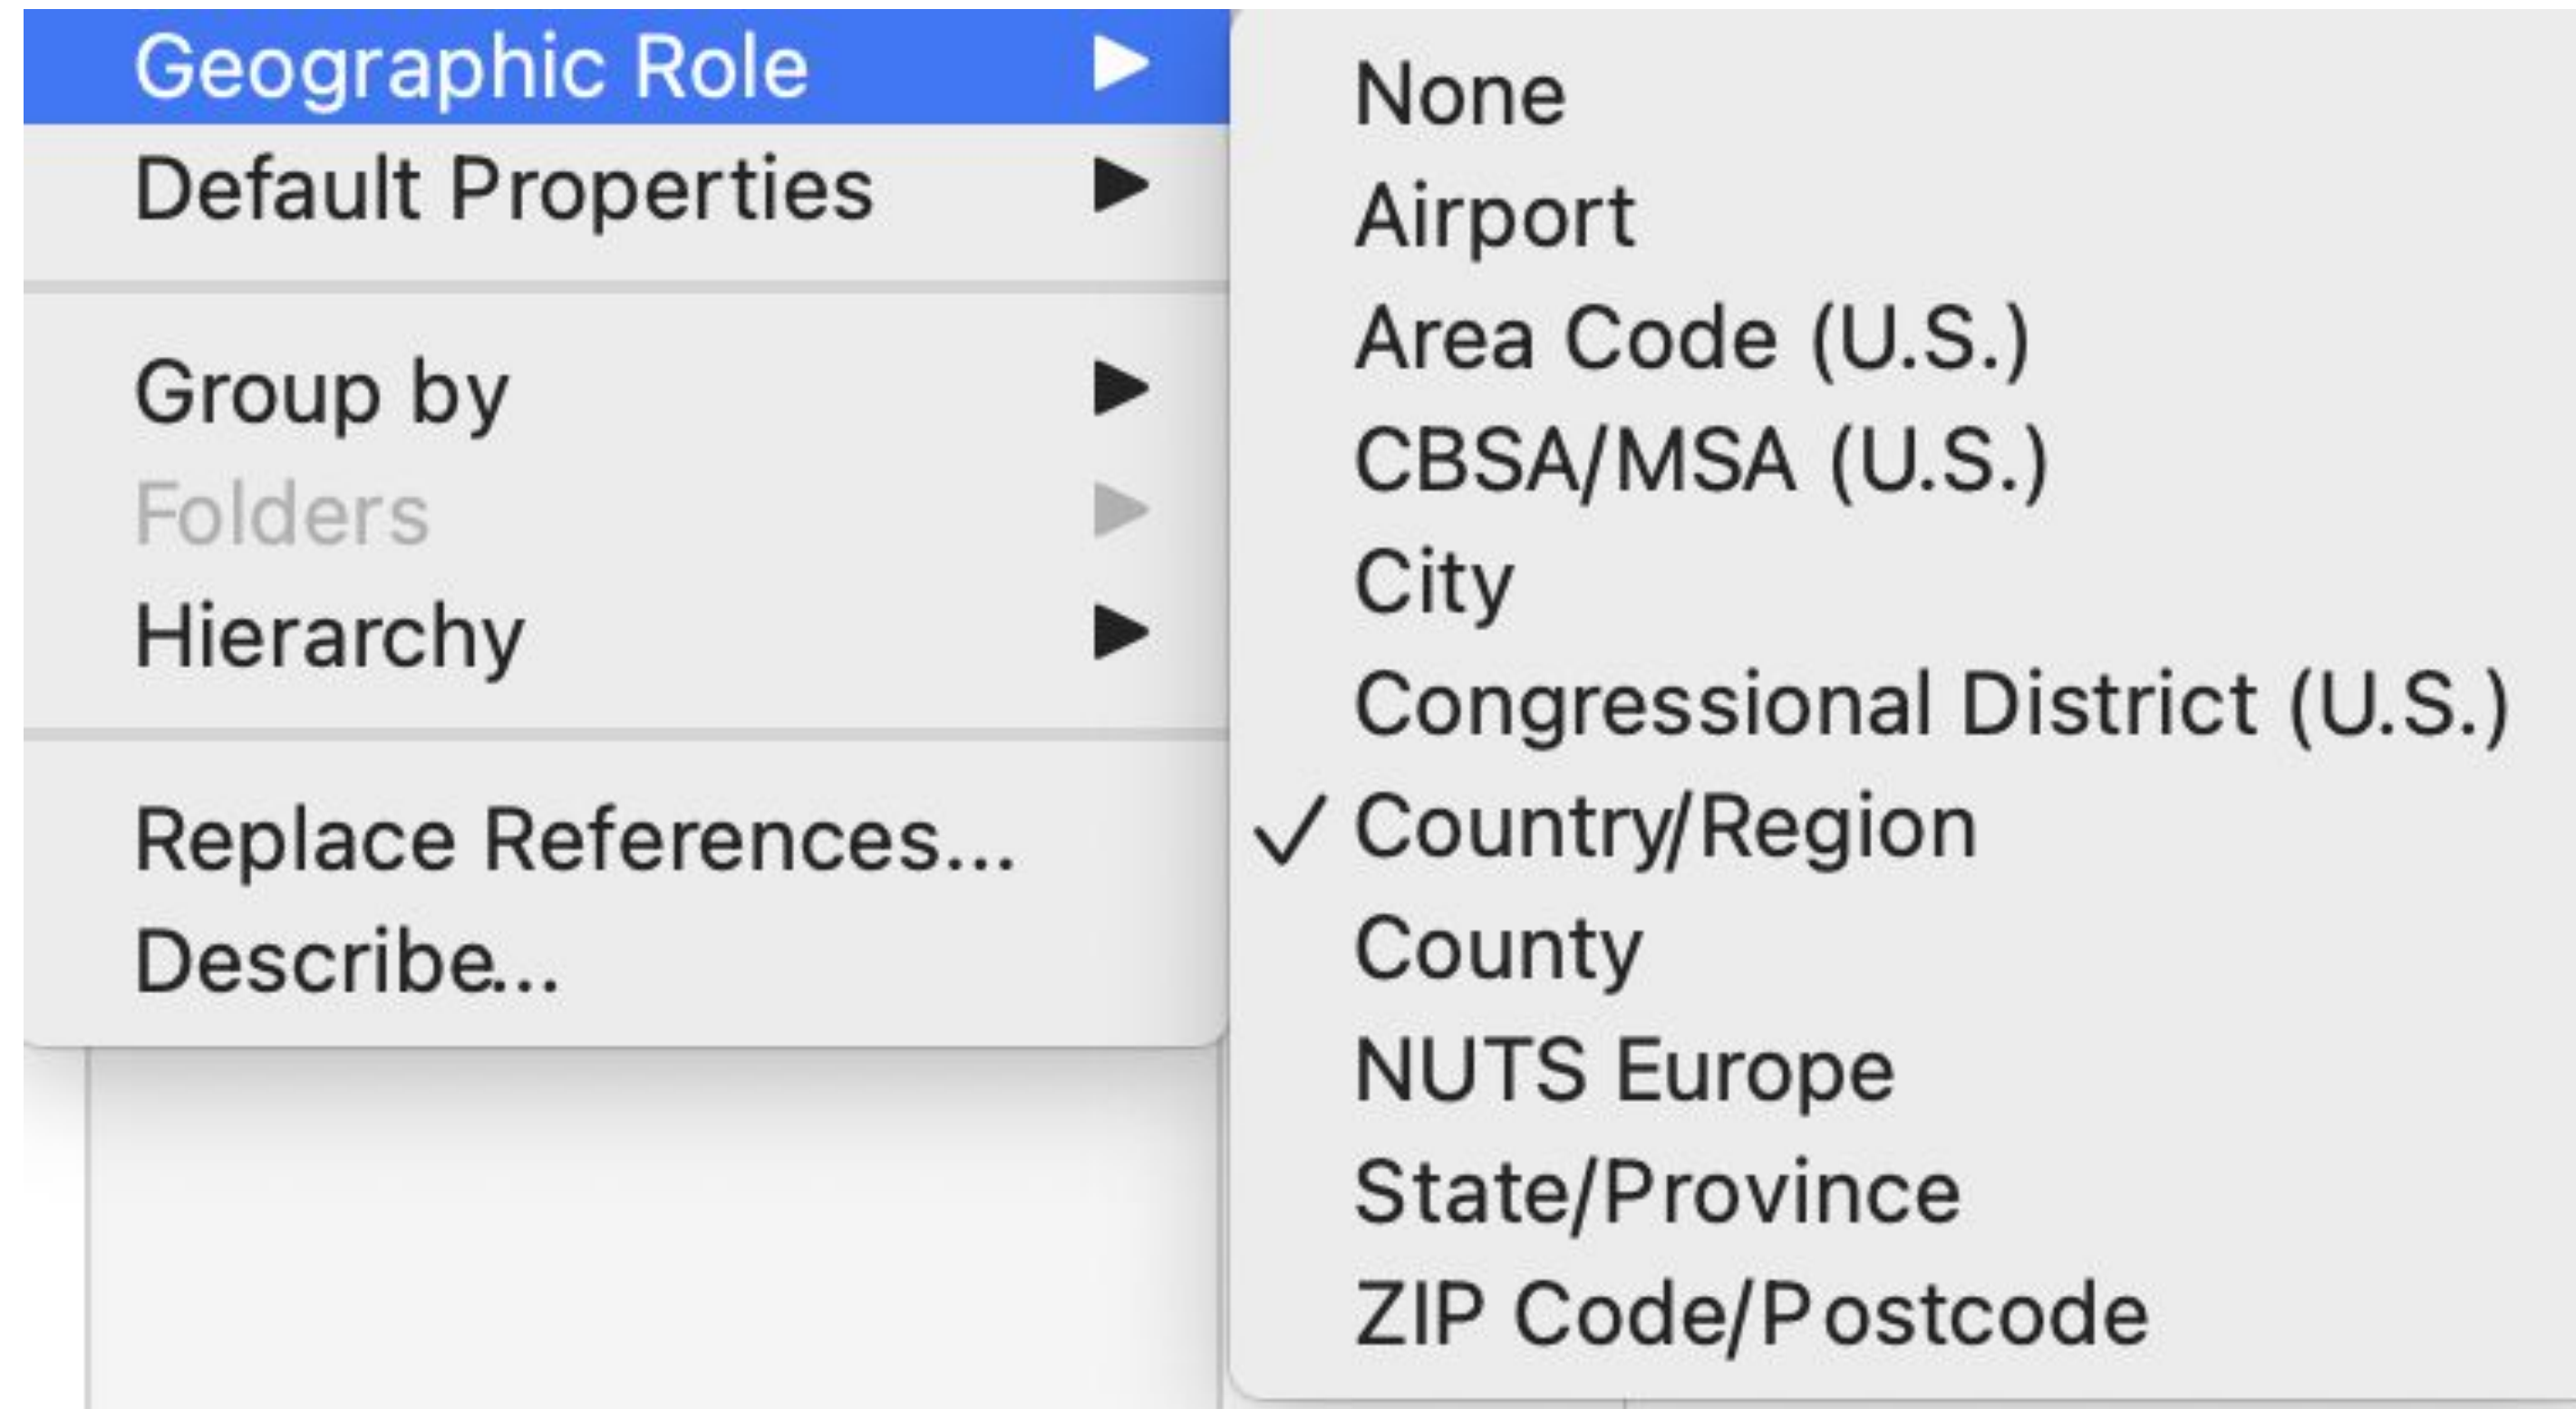 Geographic Role
Default Properties
Group by
Folders
Hierarchy
Replace References...
Describe...
None
Airport
Area Code (U.S.)
CBSA/MSA (U.S.)
City
Congressional District (U.S.)
✓ Country/Region
County
NUTS Europe
State/Province
ZIP Code/Postcode